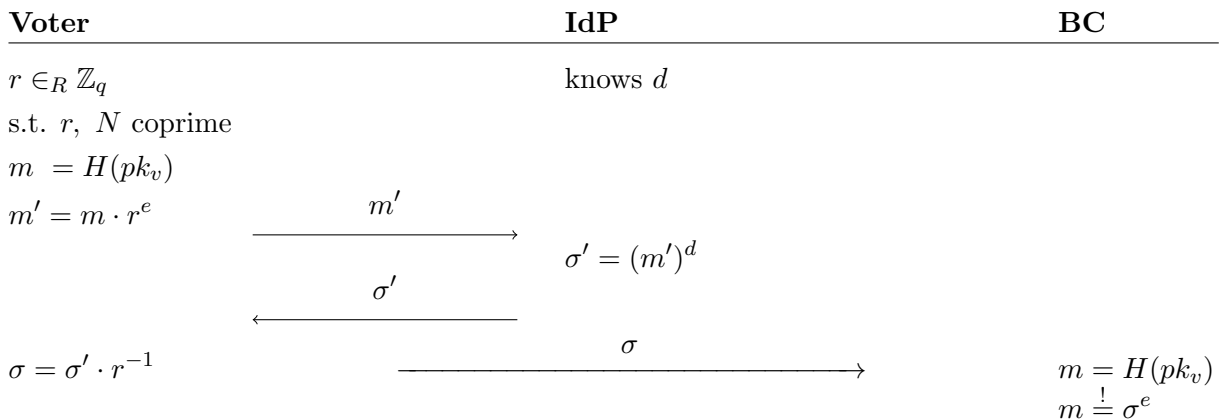 Voter IdP BC
r ∈_R ℤ_q knows d
s.t. r, N coprime
m = H(pk_v)
m′ = m · r^e m′
σ′ = (m′)^d
σ′
σ = σ′ · r^{-1} σ m = H(pk_v)
m =^! σ^e